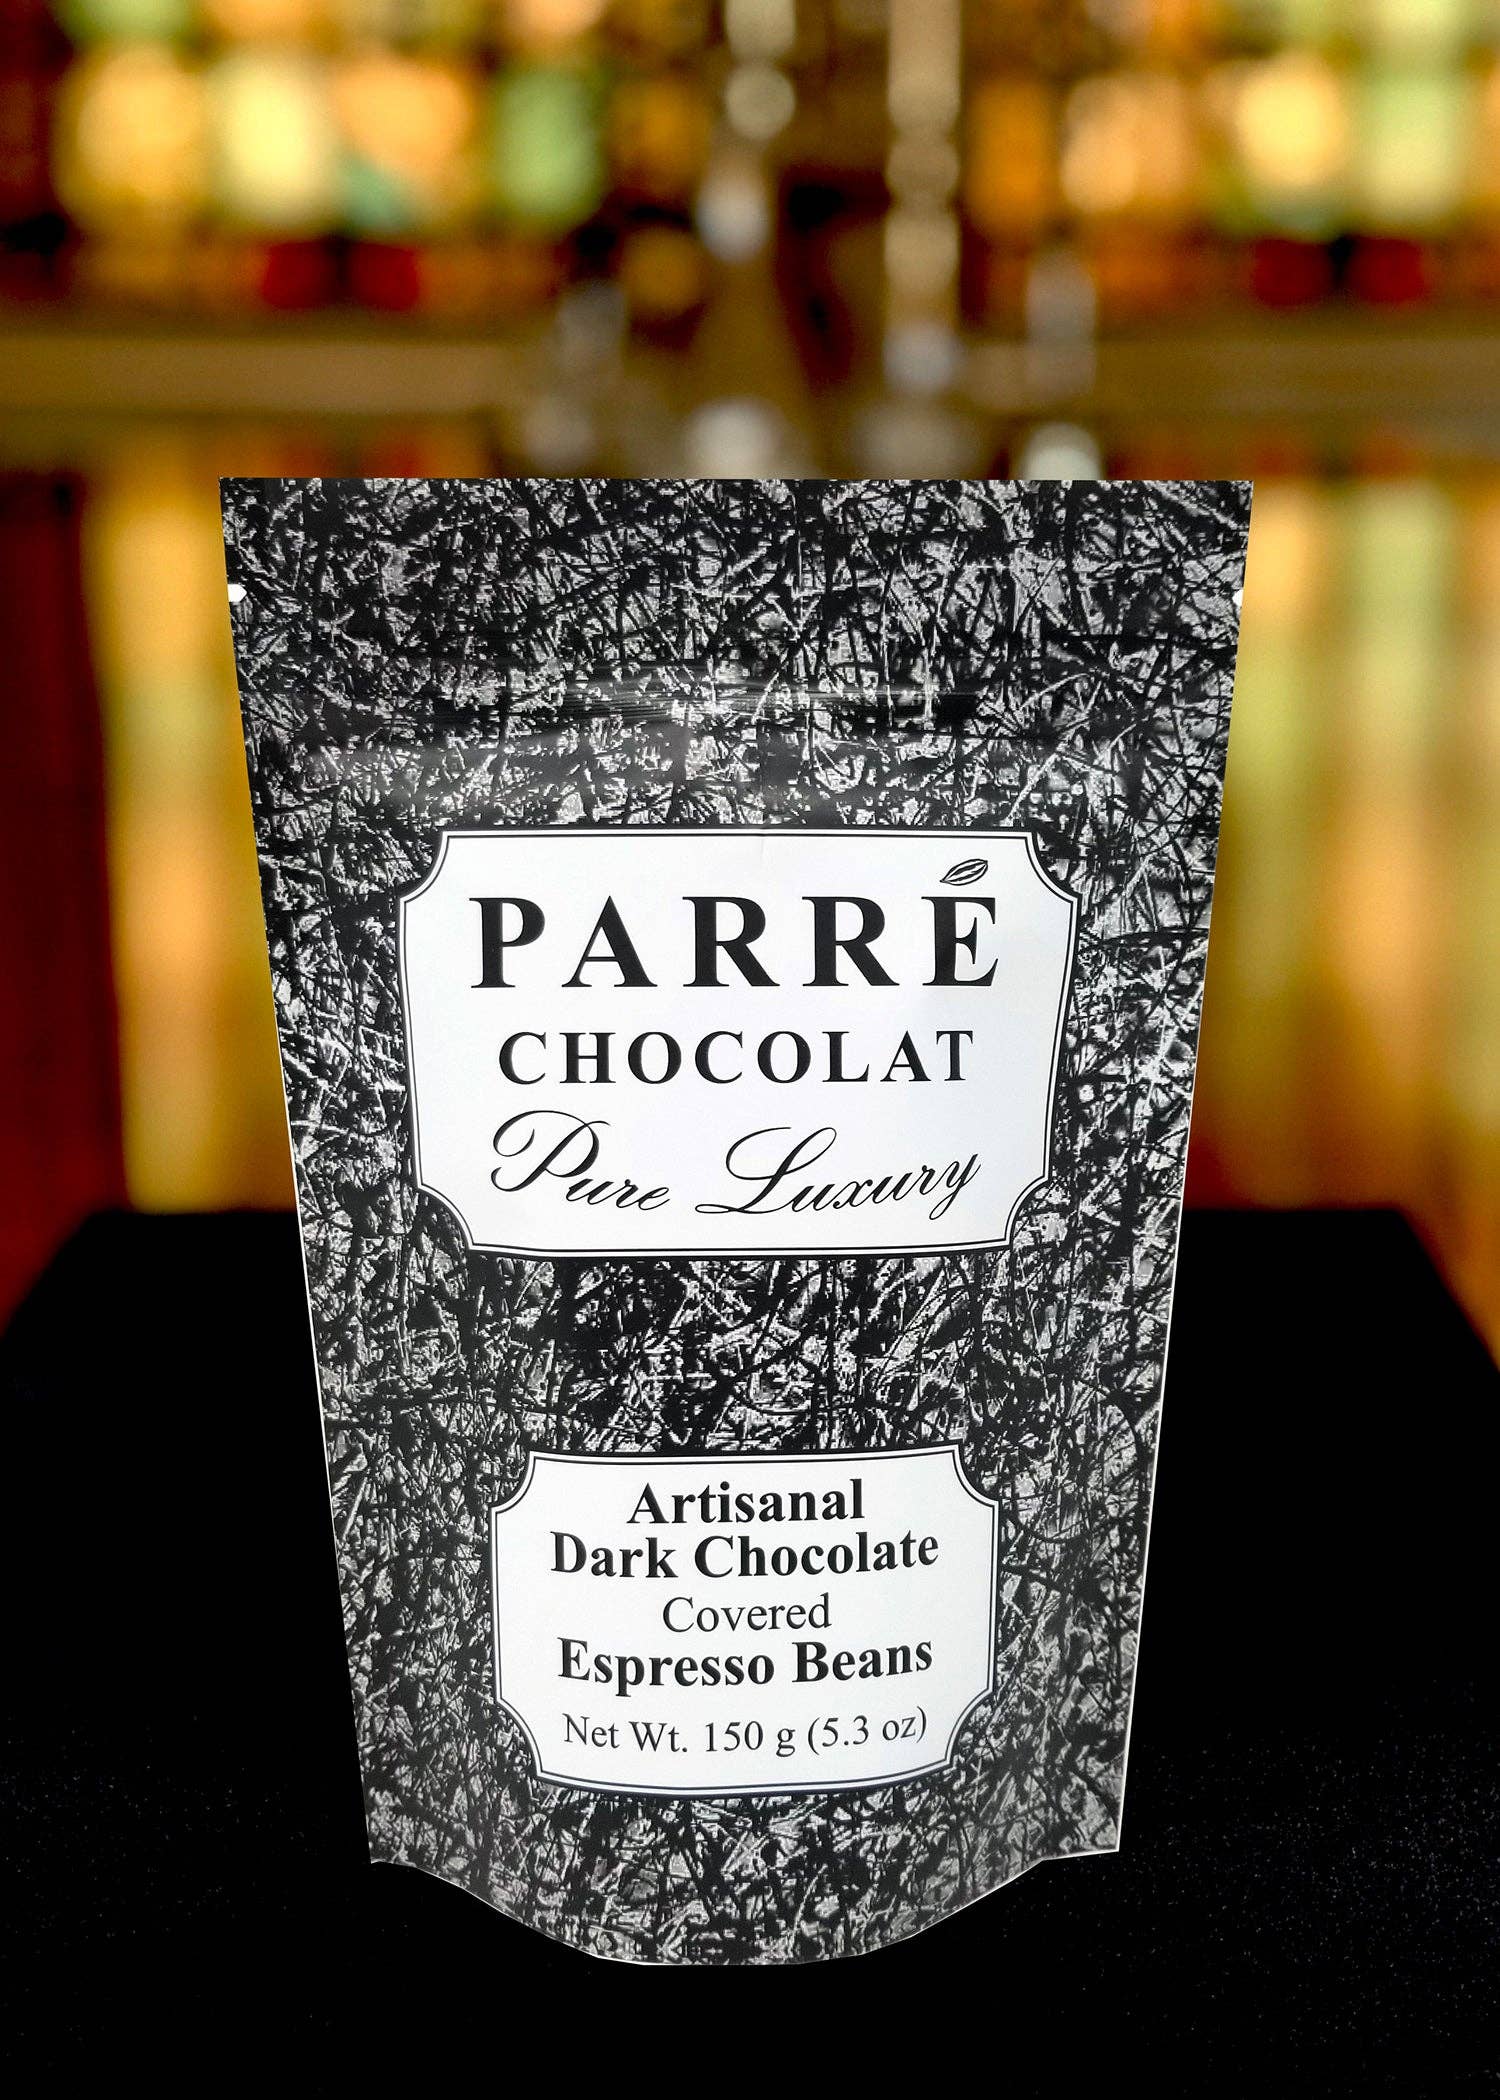 PARRÉ
CHOCOLAT
Pure Luxury
Artisanal
Dark Chocolate
Covered
Espresso Beans
Net Wt. 150 g (5.3 oz)